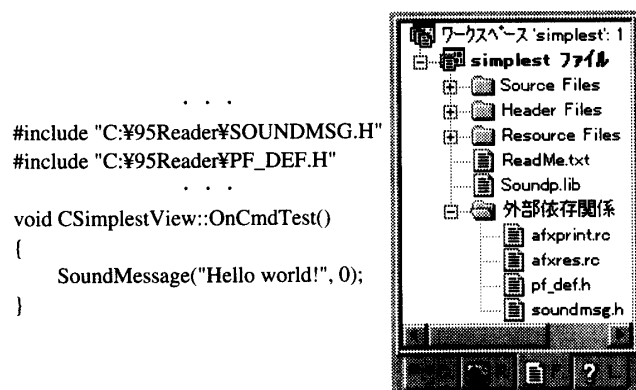 . . .
#include "C:¥95Reader¥SOUNDMSG.H"
#include "C:¥95Reader¥PF_DEF.H"
. . .
void CSimplestView::OnCmdTest()
{
SoundMessage("Hello world!", 0);
}
ワークスペース 'simplest': 1
simplest ファイル
Source Files
Header Files
Resource Files
ReadMe.txt
Soundp.lib
外部依存関係
afxprint.rc
afxres.rc
pf_def.h
soundmsg.h